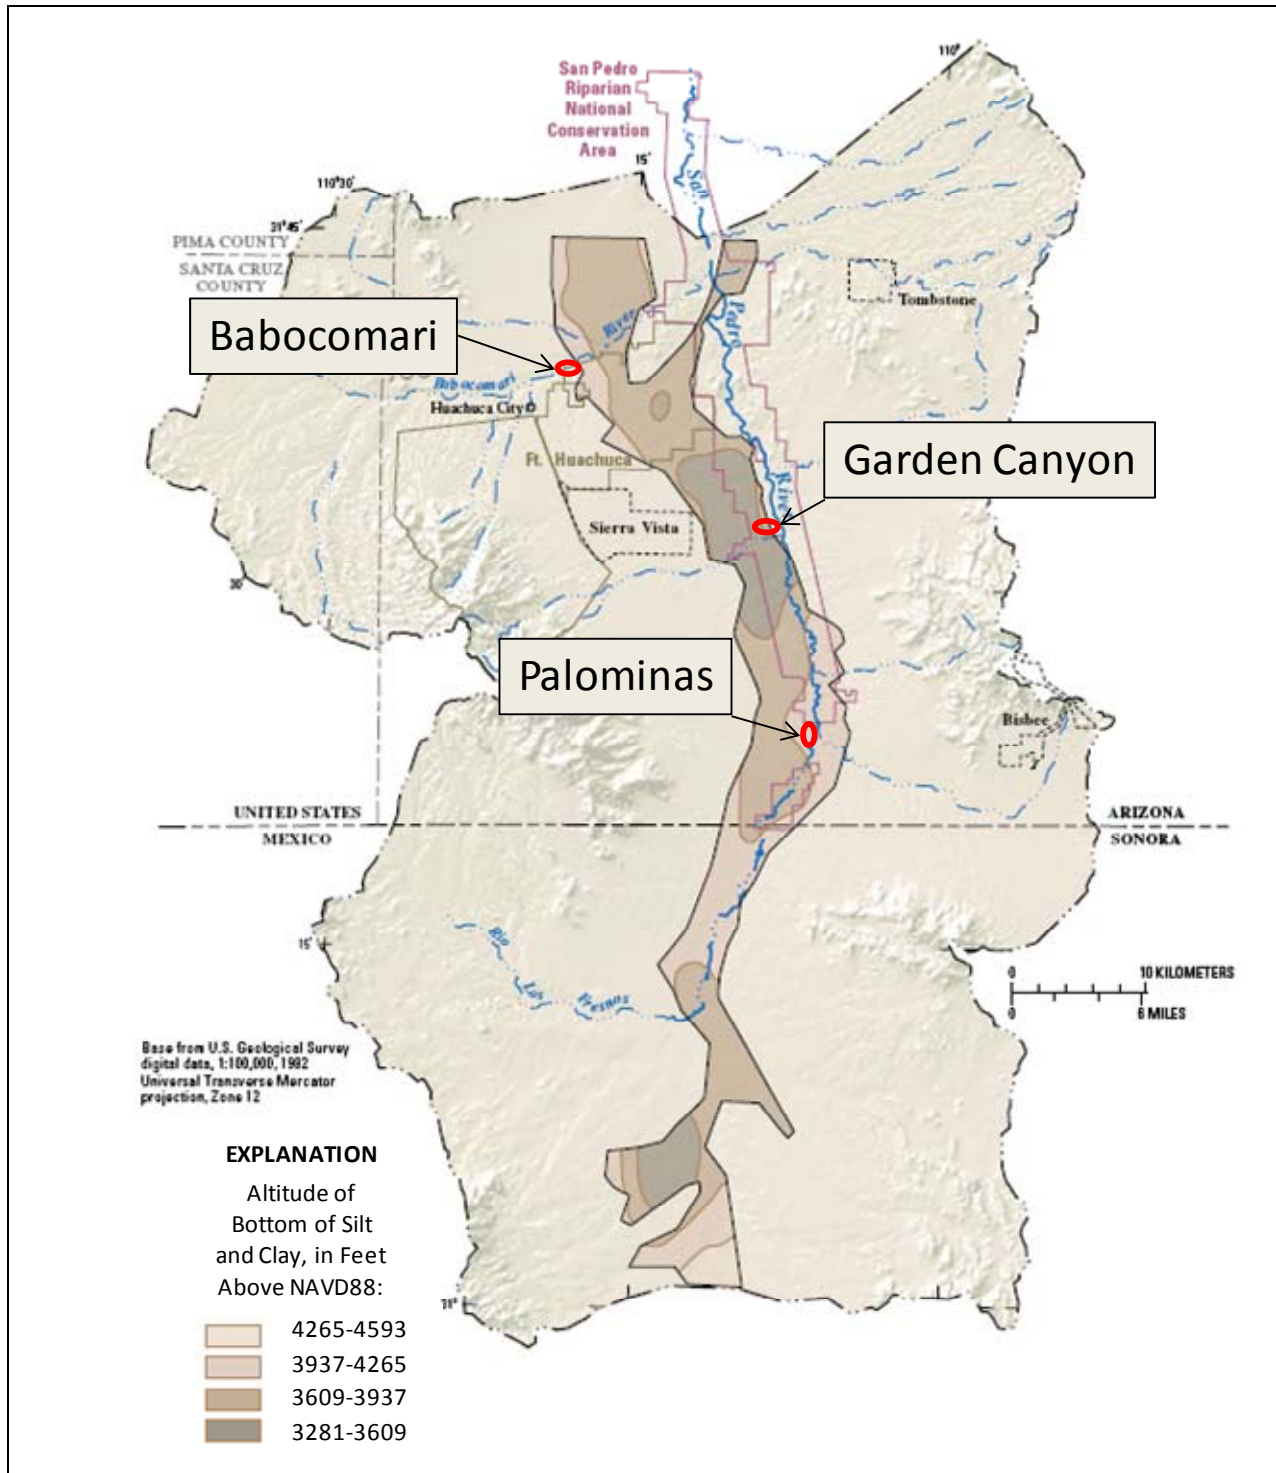 San Pedro
Riparian
National
Conservation
Area
110°
15'
110°30'
31°45'
PIMA COUNTY
SANTA CRUZ
COUNTY
San
Pedro
River
Tombstone
Babocomari
River
Babocomari
Huachuca City
Garden Canyon
Ft. Huachuca
Sierra Vista
30'
Palominas
Bisbee
UNITED STATES
MEXICO
ARIZONA
SONORA
15'
Rio
Los
Fresnos
0
10 KILOMETERS
0
6 MILES
Base from U.S. Geological Survey
digital data, 1:100,000, 1982
Universal Transverse Mercator
projection, Zone 12
EXPLANATION
Altitude of
Bottom of Silt
and Clay, in Feet
Above NAVD88:
31°
4265-4593
3937-4265
3609-3937
3281-3609